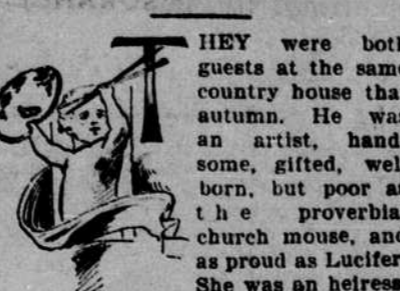 THEY were both
guests at the same
country house that
autumn. He was
an artist, hand-
some, gifted, well
born, but poor as
the proverbial
church mouse, and
as proud as Lucifer.
She was an heiress